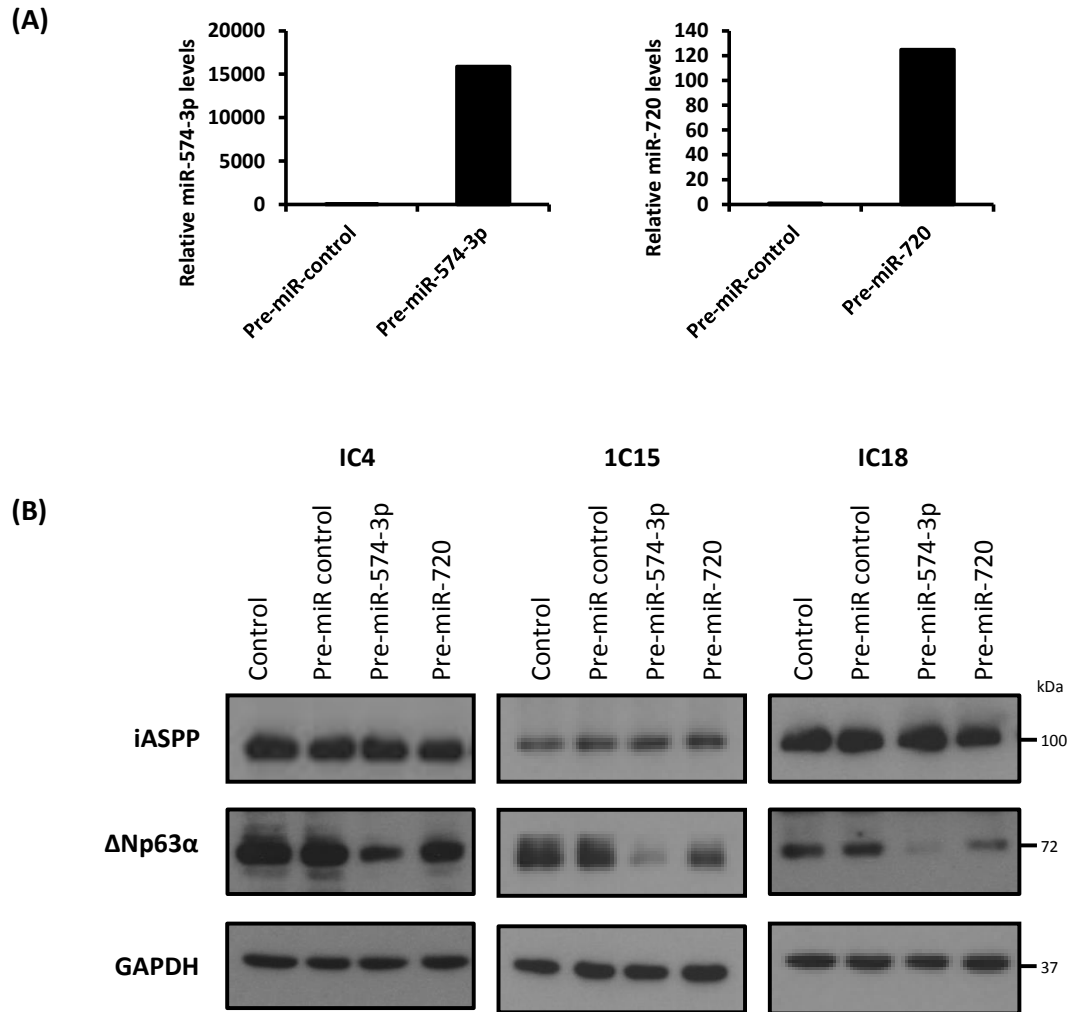 (A)
Relative miR-574-3p levels
20000
15000
10000
5000
0
Pre-miR-control
Pre-miR-574-3p
Relative miR-720 levels
140
120
100
80
60
40
20
0
Pre-miR-control
Pre-miR-720
(B)
IC4
1C15
IC18
Control
Pre-miR control
Pre-miR-574-3p
Pre-miR-720
Control
Pre-miR control
Pre-miR-574-3p
Pre-miR-720
Control
Pre-miR control
Pre-miR-574-3p
Pre-miR-720
kDa
iASPP
100
ΔNp63α
72
GAPDH
37